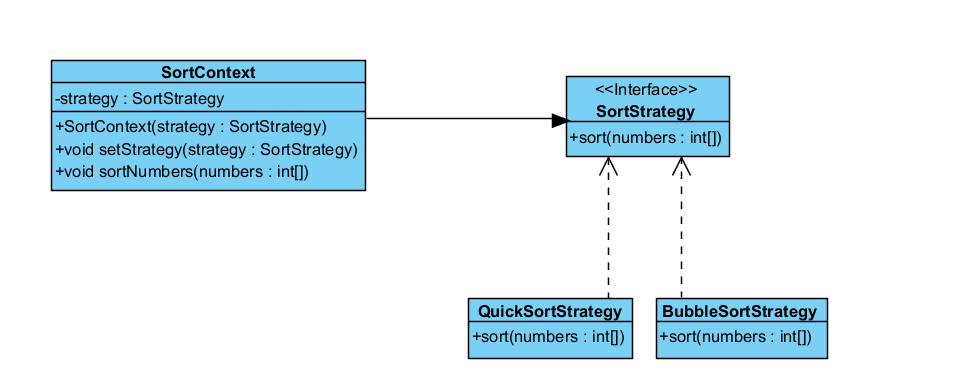 SortContext
-strategy : SortStrategy
+SortContext(strategy : SortStrategy)
+void setStrategy(strategy : SortStrategy)
+void sortNumbers(numbers : int[])
<<Interface>>
SortStrategy
+sort(numbers : int[])
QuickSortStrategy
+sort(numbers : int[])
BubbleSortStrategy
+sort(numbers : int[])